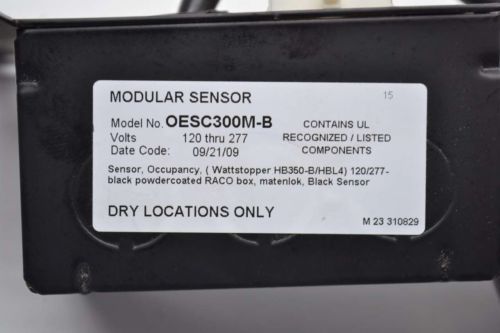 MODULAR SENSOR 15
Model No. OESC300M-B CONTAINS UL
Volts 120 thru 277 RECOGNIZED / LISTED
Date Code: 09/21/09 COMPONENTS
Sensor, Occupancy, ( Wattstopper HB350-B/HBL4) 120/277-
black powdercoated RACO box, matenlok, Black Sensor
DRY LOCATIONS ONLY
M 23 310829